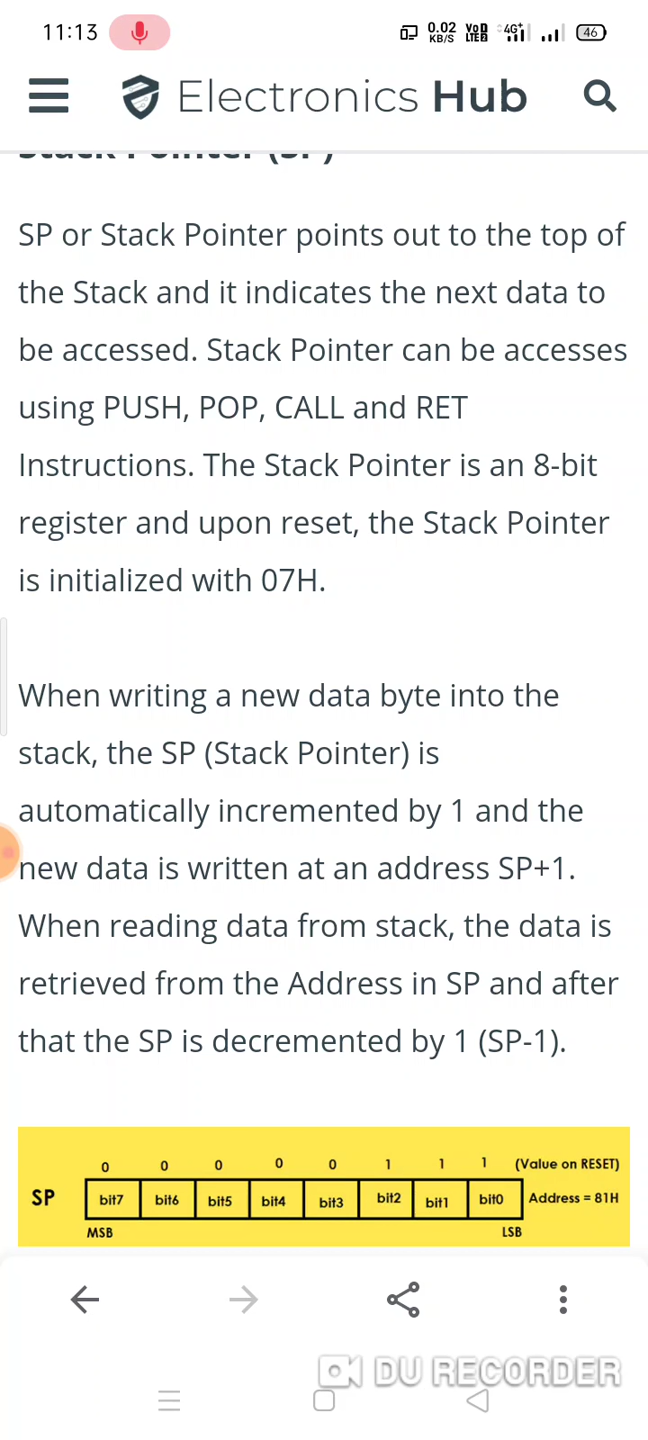 11:13 0.02 KB/S VoD LTE2 4G+ 46
Electronics Hub
Stack Pointer (SP)
SP or Stack Pointer points out to the top of
the Stack and it indicates the next data to
be accessed. Stack Pointer can be accesses
using PUSH, POP, CALL and RET
Instructions. The Stack Pointer is an 8-bit
register and upon reset, the Stack Pointer
is initialized with 07H.
When writing a new data byte into the
stack, the SP (Stack Pointer) is
automatically incremented by 1 and the
new data is written at an address SP+1.
When reading data from stack, the data is
retrieved from the Address in SP and after
that the SP is decremented by 1 (SP-1).
0 0 0 0 0 1 1 1 (Value on RESET)
SP bit7 bit6 bit5 bit4 bit3 bit2 bit1 bit0 Address = 81H
MSB LSB
DU RECORDER